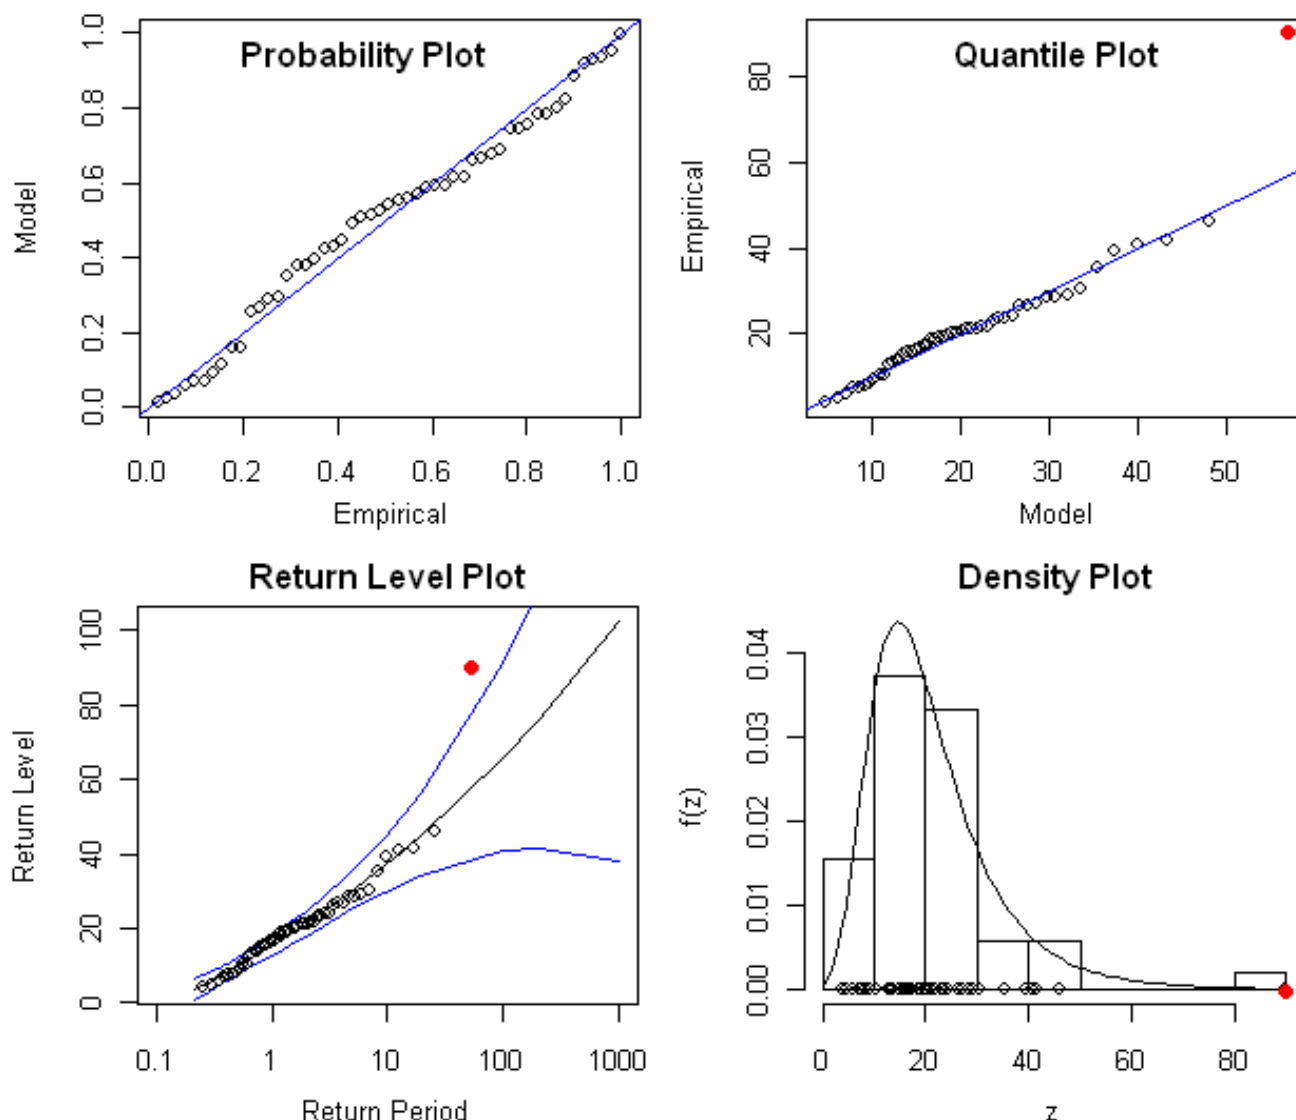 Probability Plot
Model
0.0 0.2 0.4 0.6 0.8 1.0
0.0 0.2 0.4 0.6 0.8 1.0
Empirical
Quantile Plot
Empirical
20 40 60 80
10 20 30 40 50
Model
Return Level Plot
Return Level
0 20 40 60 80 100
0.1 1 10 100 1000
Return Period
Density Plot
f(z)
0.00 0.01 0.02 0.03 0.04
0 20 40 60 80
z